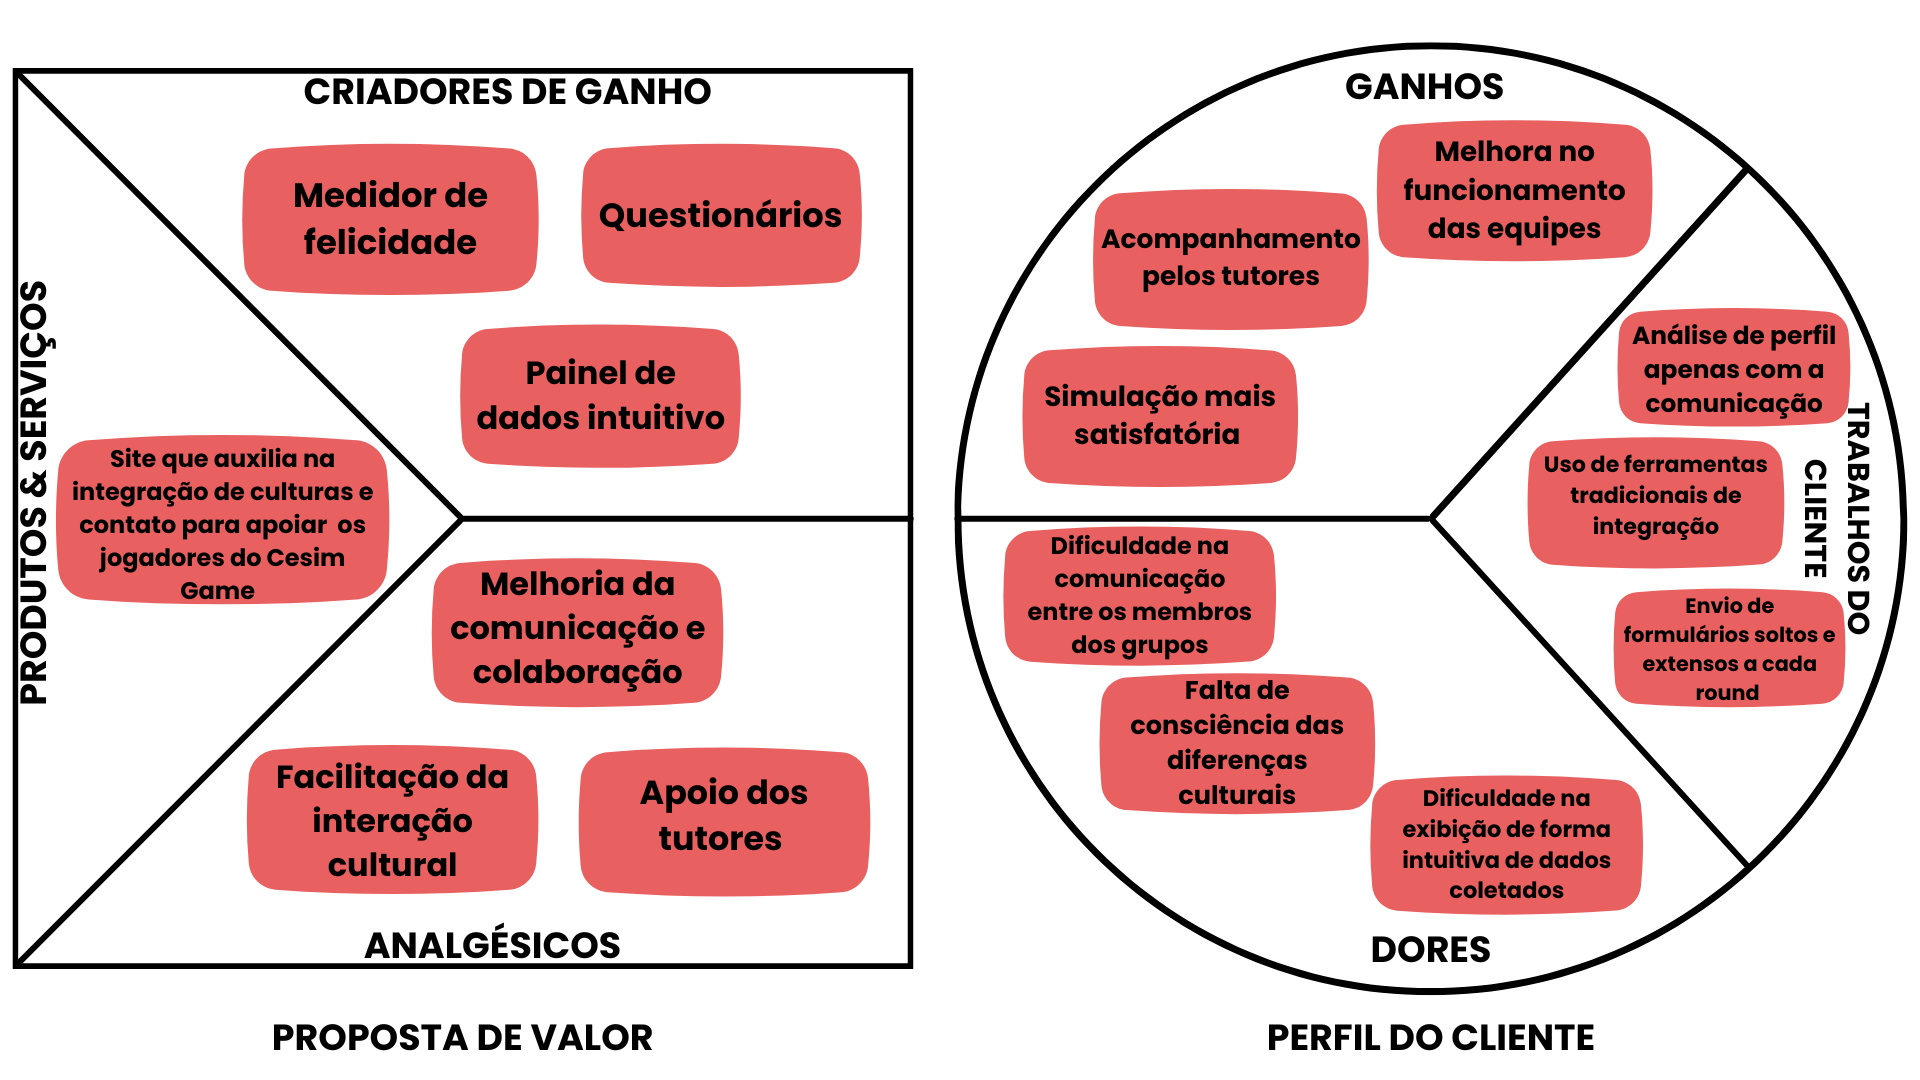 CRIADORES DE GANHO
Medidor de
felicidade
Questionários
Painel de
dados intuitivo
PRODUTOS & SERVIÇOS
Site que auxilia na
integração de culturas e
contato para apoiar os
jogadores do Cesim
Game
Melhoria da
comunicação e
colaboração
Facilitação da
interação
cultural
Apoio dos
tutores
ANALGÉSICOS
PROPOSTA DE VALOR
GANHOS
Melhora no
funcionamento
das equipes
Acompanhamento
pelos tutores
Simulação mais
satisfatória
Análise de perfil
apenas com a
comunicação
Uso de ferramentas
tradicionais de
integração
Envio de
formulários soltos e
extensos a cada
round
TRABALHOS DO
CLIENTE
Dificuldade na
comunicação
entre os membros
dos grupos
Falta de
consciência das
diferenças
culturais
Dificuldade na
exibição de forma
intuitiva de dados
coletados
DORES
PERFIL DO CLIENTE